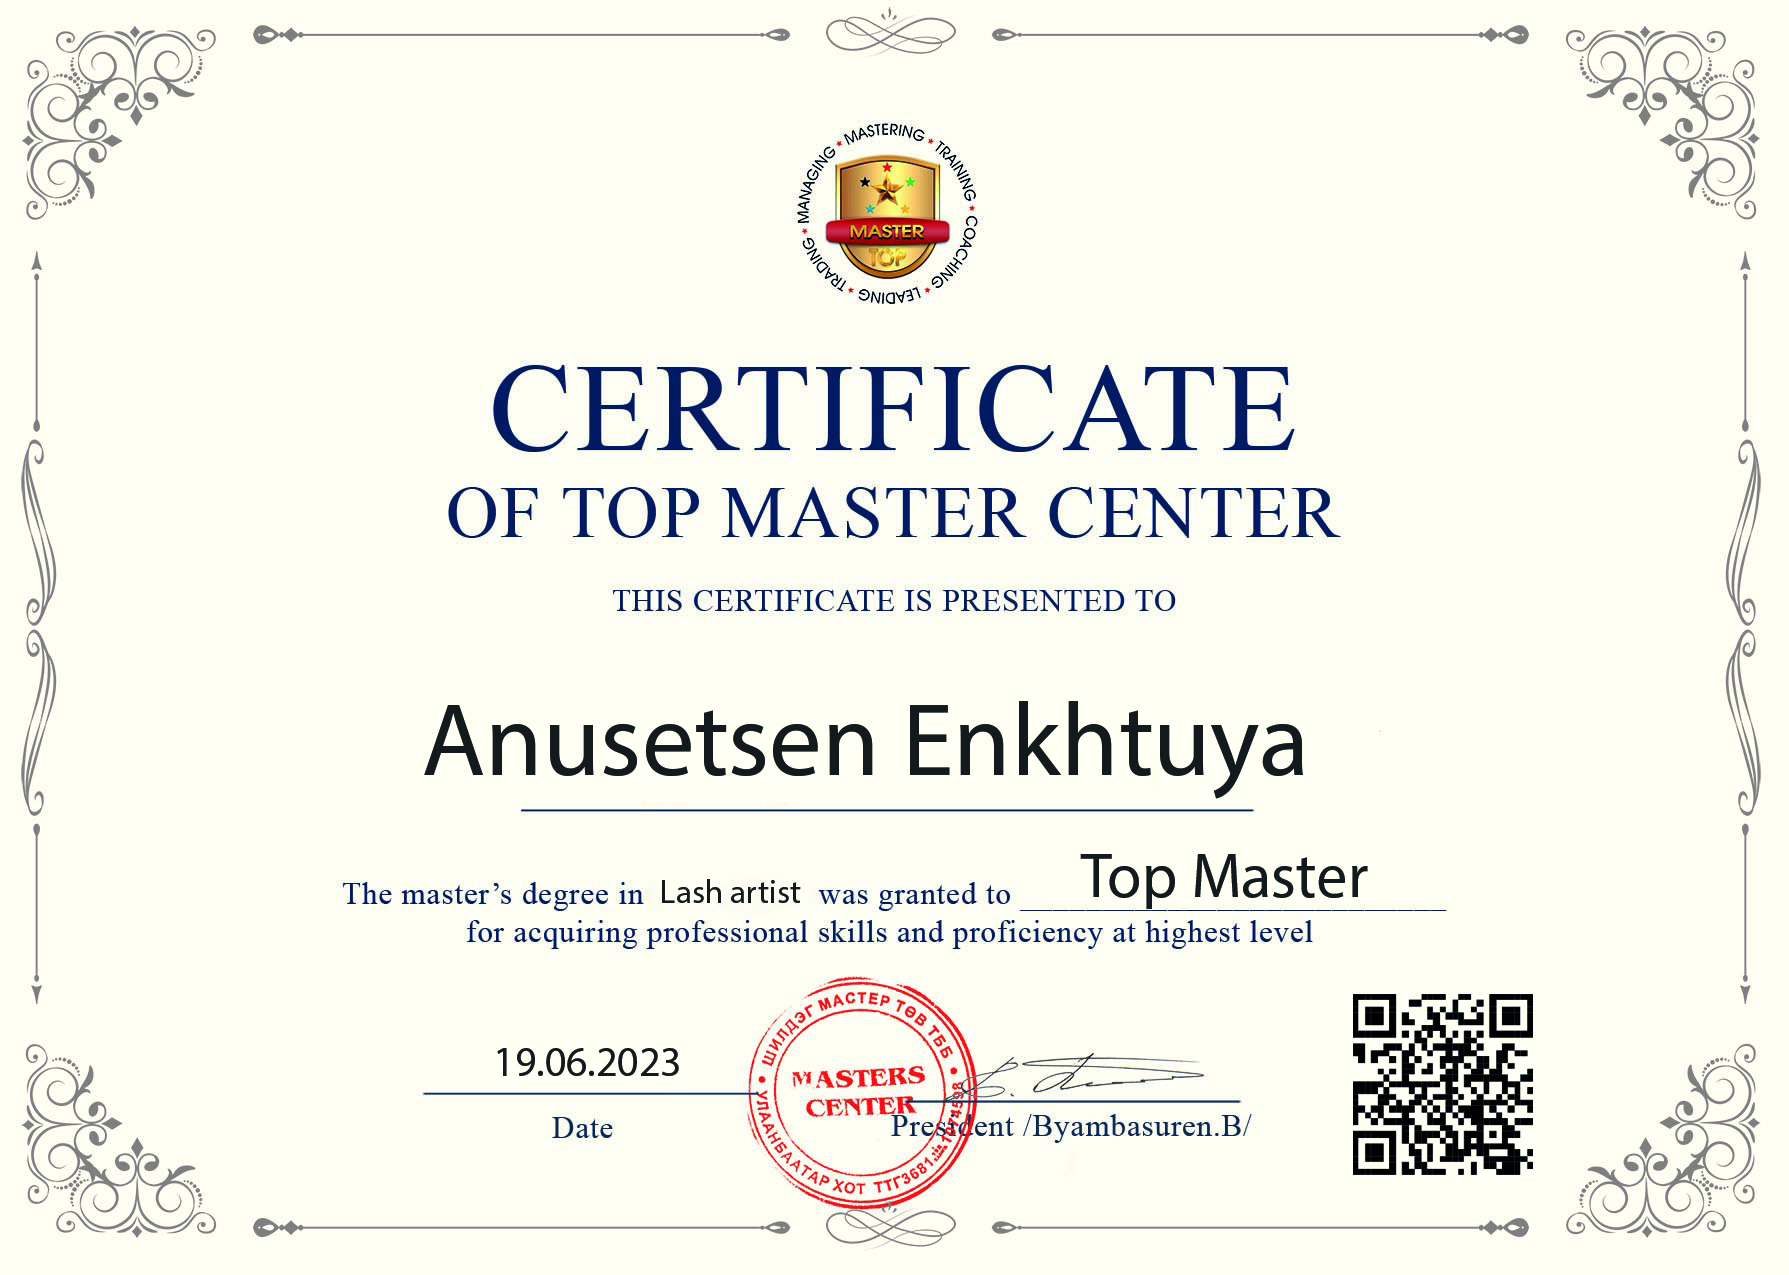 MANAGING * MASTERING * TRAINING * COACHING * LEADING * TRADING *
MASTER
TOP
CERTIFICATE
OF TOP MASTER CENTER
THIS CERTIFICATE IS PRESENTED TO
Anusetsen Enkhtuya
The master’s degree in Lash artist was granted to Top Master
for acquiring professional skills and proficiency at highest level
19.06.2023
Date
ШИЛДЭГ МАСТЕР ТӨВ ТББ
MASTERS
CENTER
УЛААНБААТАР ХОТ ТТГ3681
President /Byambasuren.B/